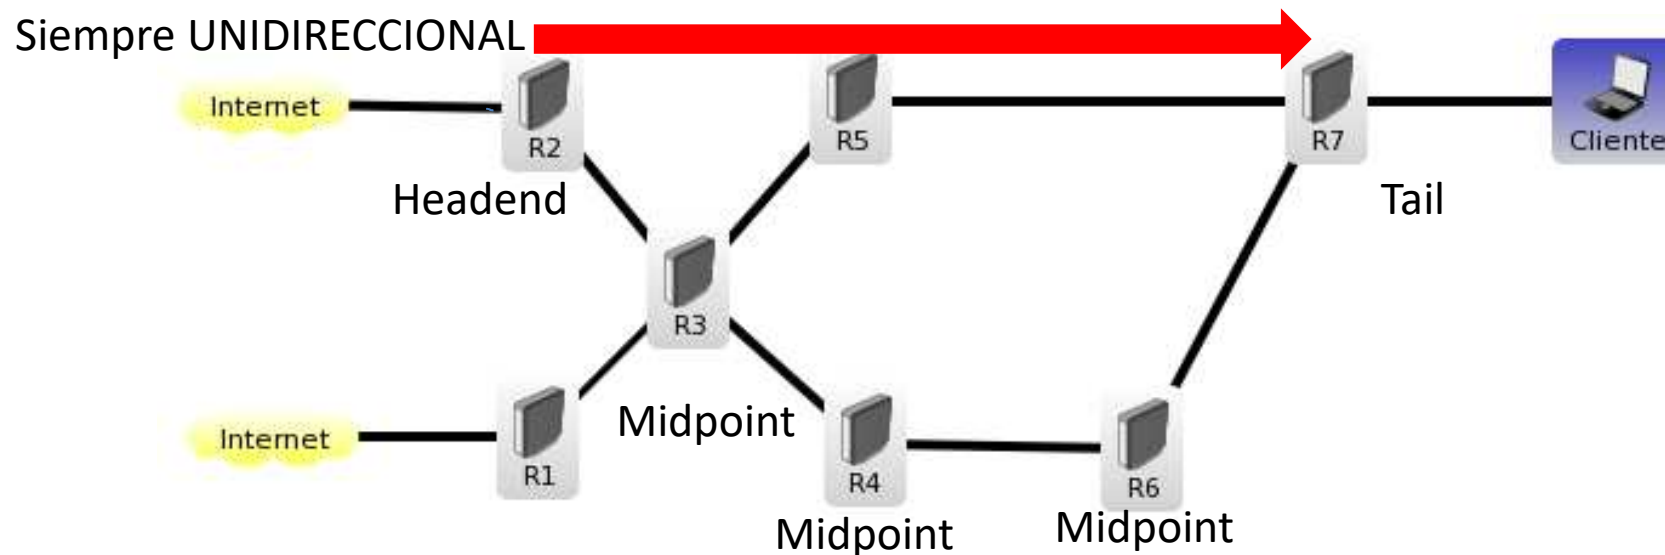 Siempre UNIDIRECCIONAL
Internet
R2
R5
R7
Cliente
Headend
Tail
R3
Midpoint
Internet
R1
R4
R6
Midpoint
Midpoint